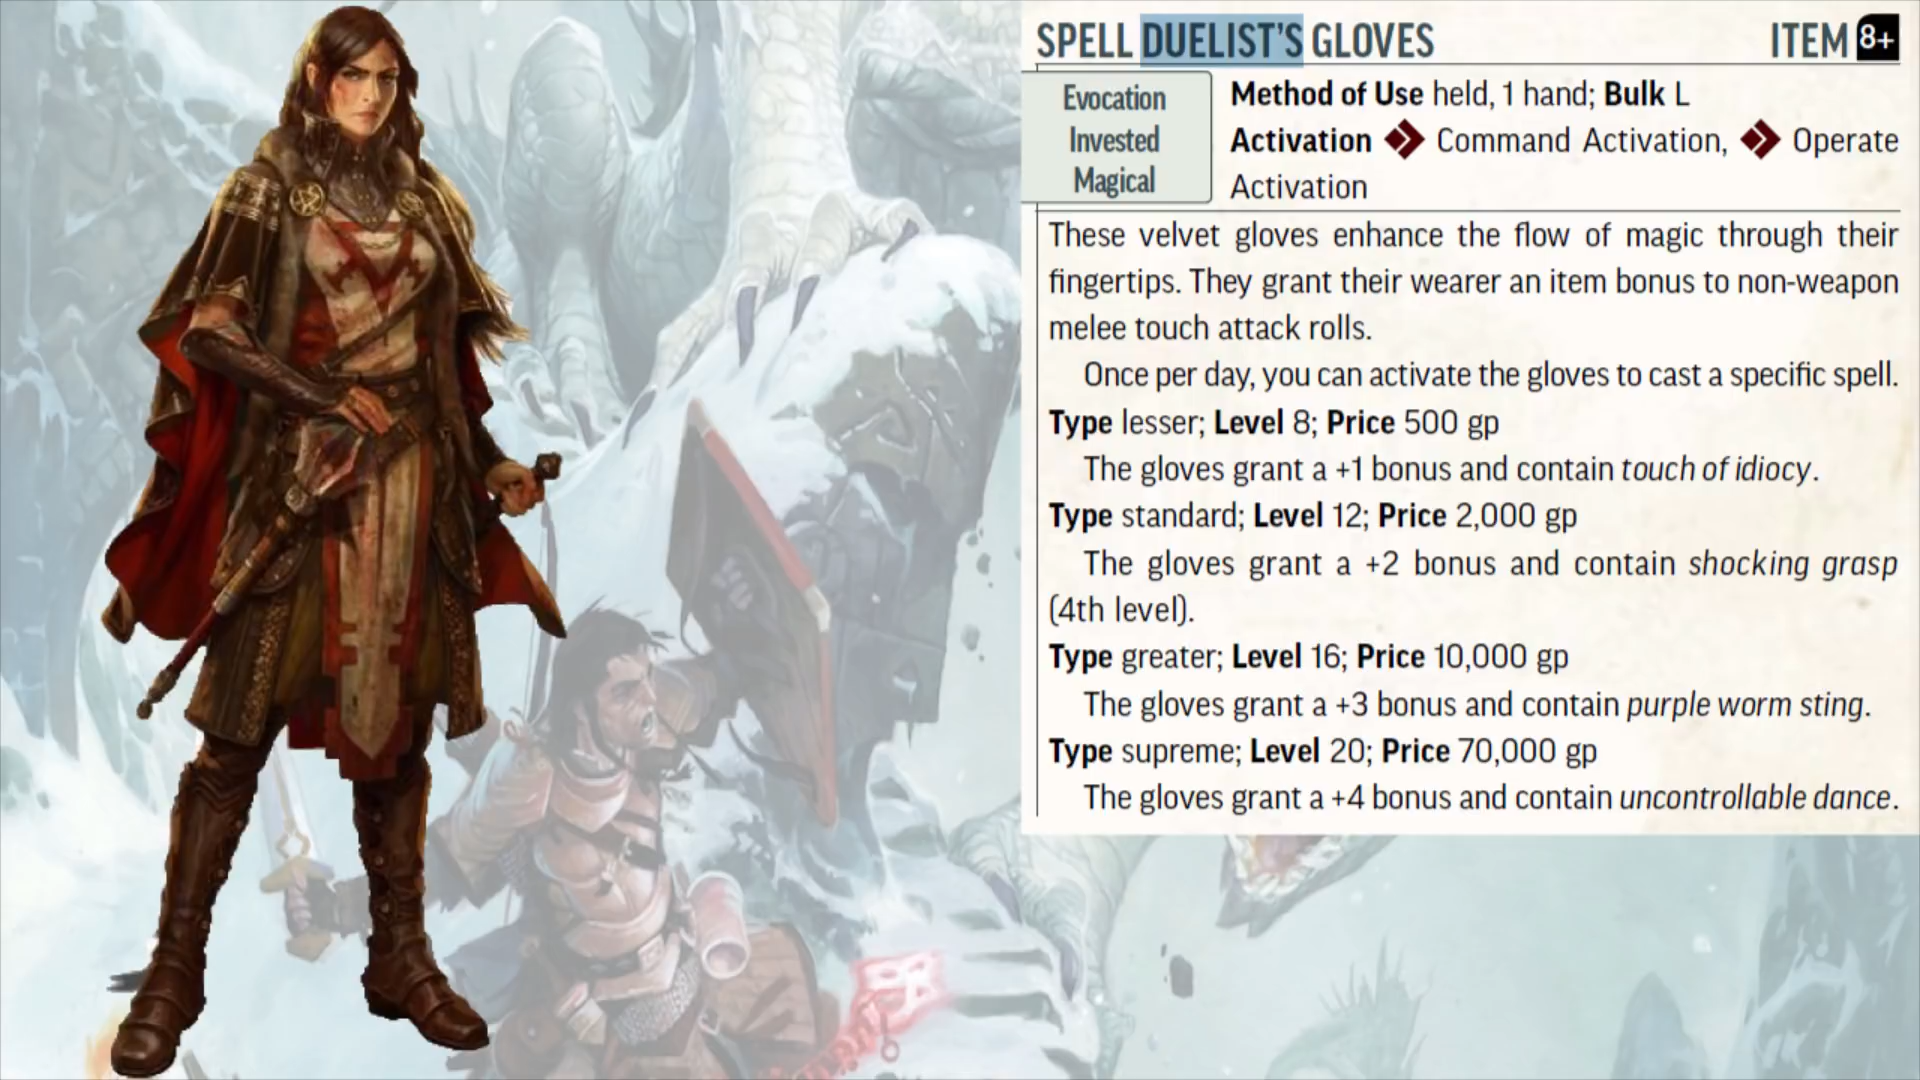 SPELL DUELIST'S GLOVES ITEM 8+
Evocation
Invested
Magical
Method of Use held, 1 hand; Bulk L
Activation Command Activation, Operate
Activation
These velvet gloves enhance the flow of magic through their
fingertips. They grant their wearer an item bonus to non-weapon
melee touch attack rolls.
Once per day, you can activate the gloves to cast a specific spell.
Type lesser; Level 8; Price 500 gp
The gloves grant a +1 bonus and contain touch of idiocy.
Type standard; Level 12; Price 2,000 gp
The gloves grant a +2 bonus and contain shocking grasp
(4th level).
Type greater; Level 16; Price 10,000 gp
The gloves grant a +3 bonus and contain purple worm sting.
Type supreme; Level 20; Price 70,000 gp
The gloves grant a +4 bonus and contain uncontrollable dance.